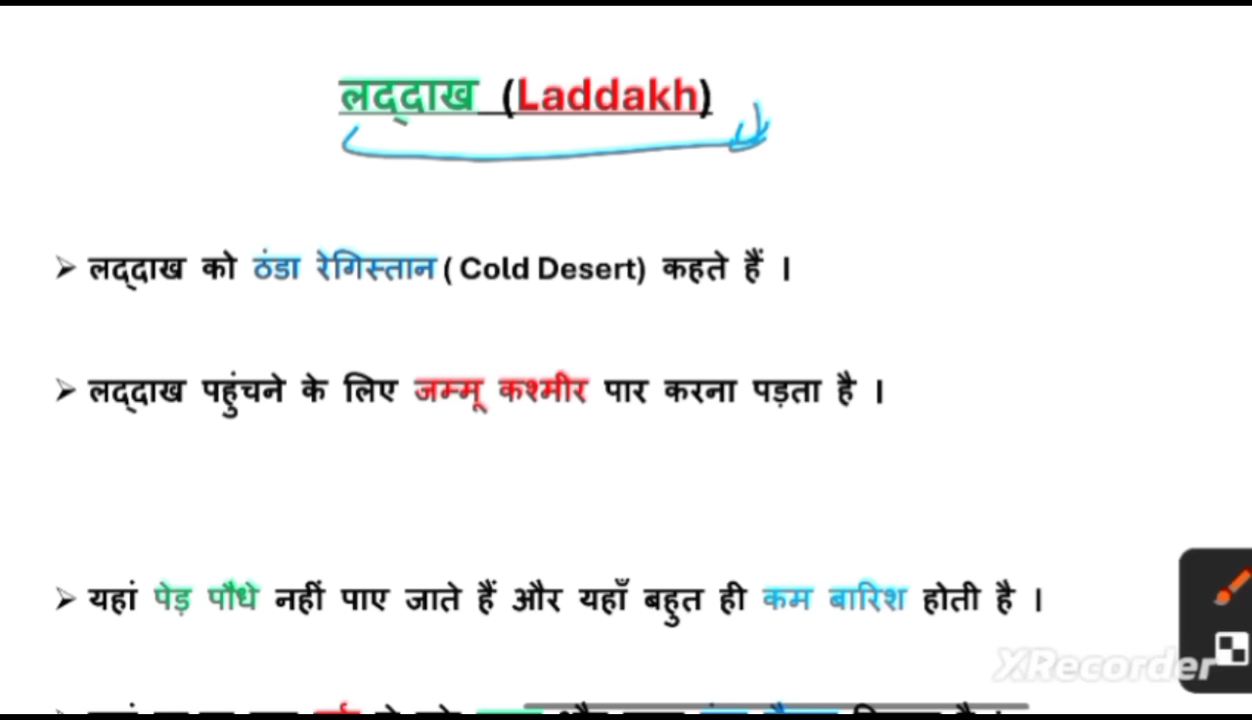 लद्दाख (Laddakh)
➢ लद्दाख को ठंडा रेगिस्तान ( Cold Desert) कहते हैं ।
➢ लद्दाख पहुंचने के लिए जम्मू कश्मीर पार करना पड़ता है ।
➢ यहां पेड़ पौधे नहीं पाए जाते हैं और यहाँ बहुत ही कम बारिश होती है ।
XRecorder